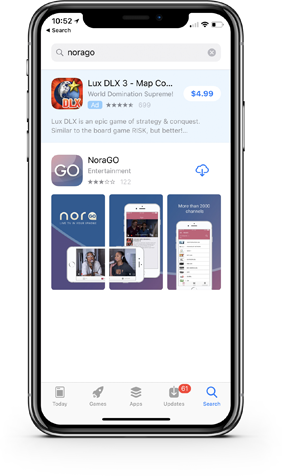 10:52
Search
norago
Lux DLX 3 - Map Co...
World Domination Supreme!
Ad 699
$4.99
Lux DLX is an epic game of strategy & conquest.
Similar to the board game RISK, but better!...
DLX
GO
NoraGO
Entertainment
122
nora GO
More than 2000
channels
61
Today
Games
Apps
Updates
Search